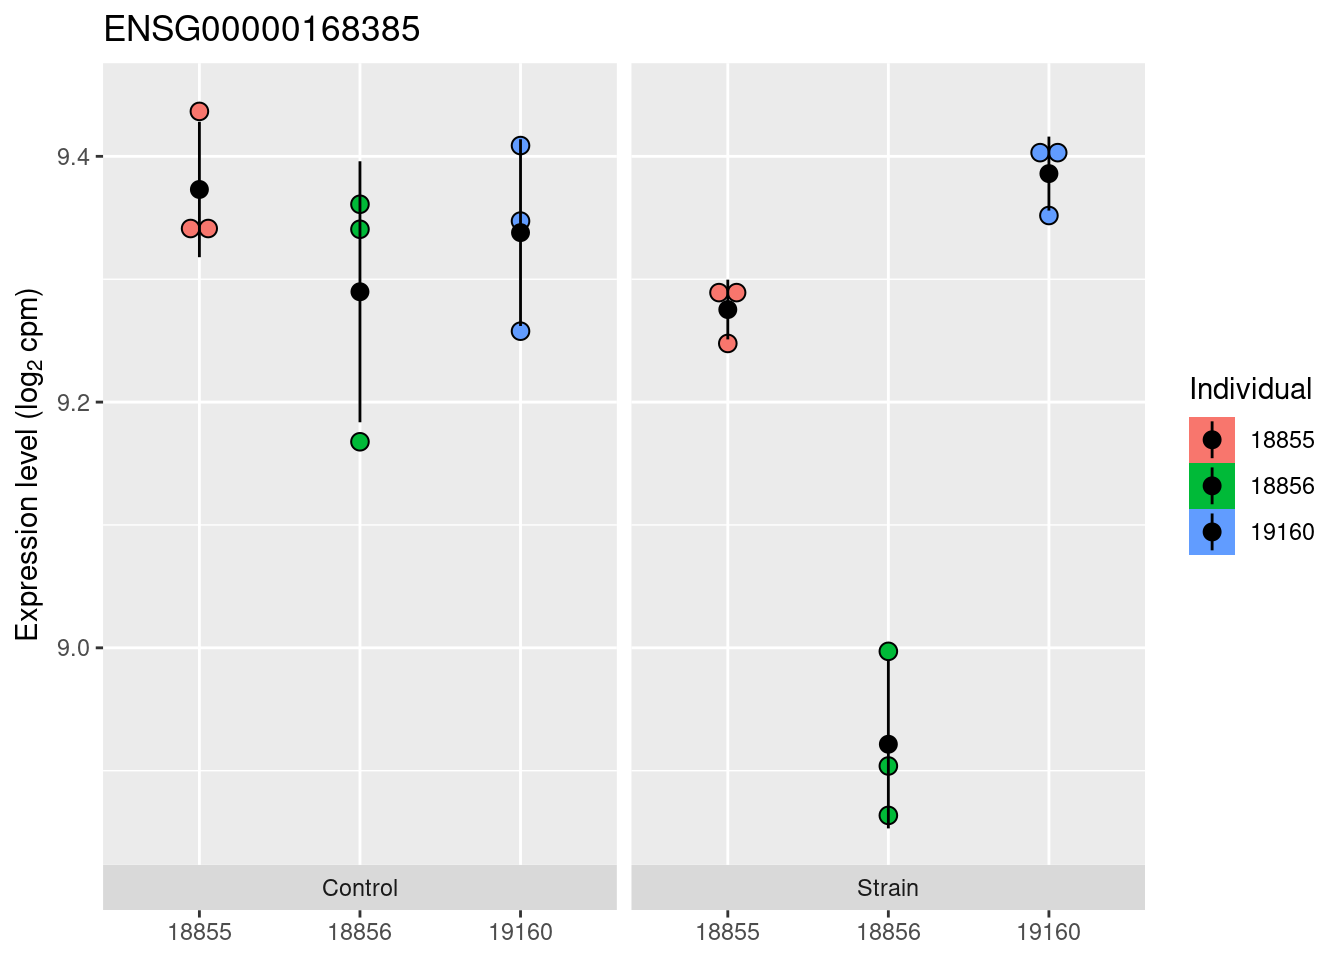 ENSG00000168385
Expression level (log₂ cpm)
9.4
9.2
9.0
Control
Strain
18855 18856 19160
18855 18856 19160
Individual
18855
18856
19160